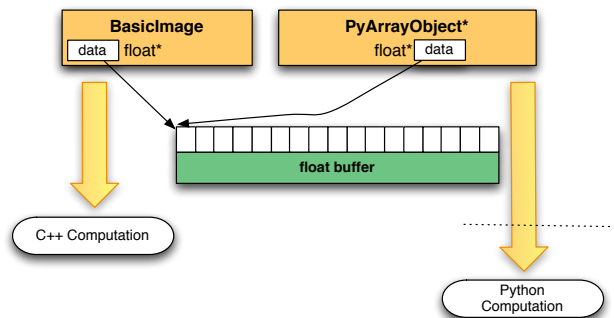 BasicImage
data float*
PyArrayObject*
float* data
float buffer
C++ Computation
Python
Computation